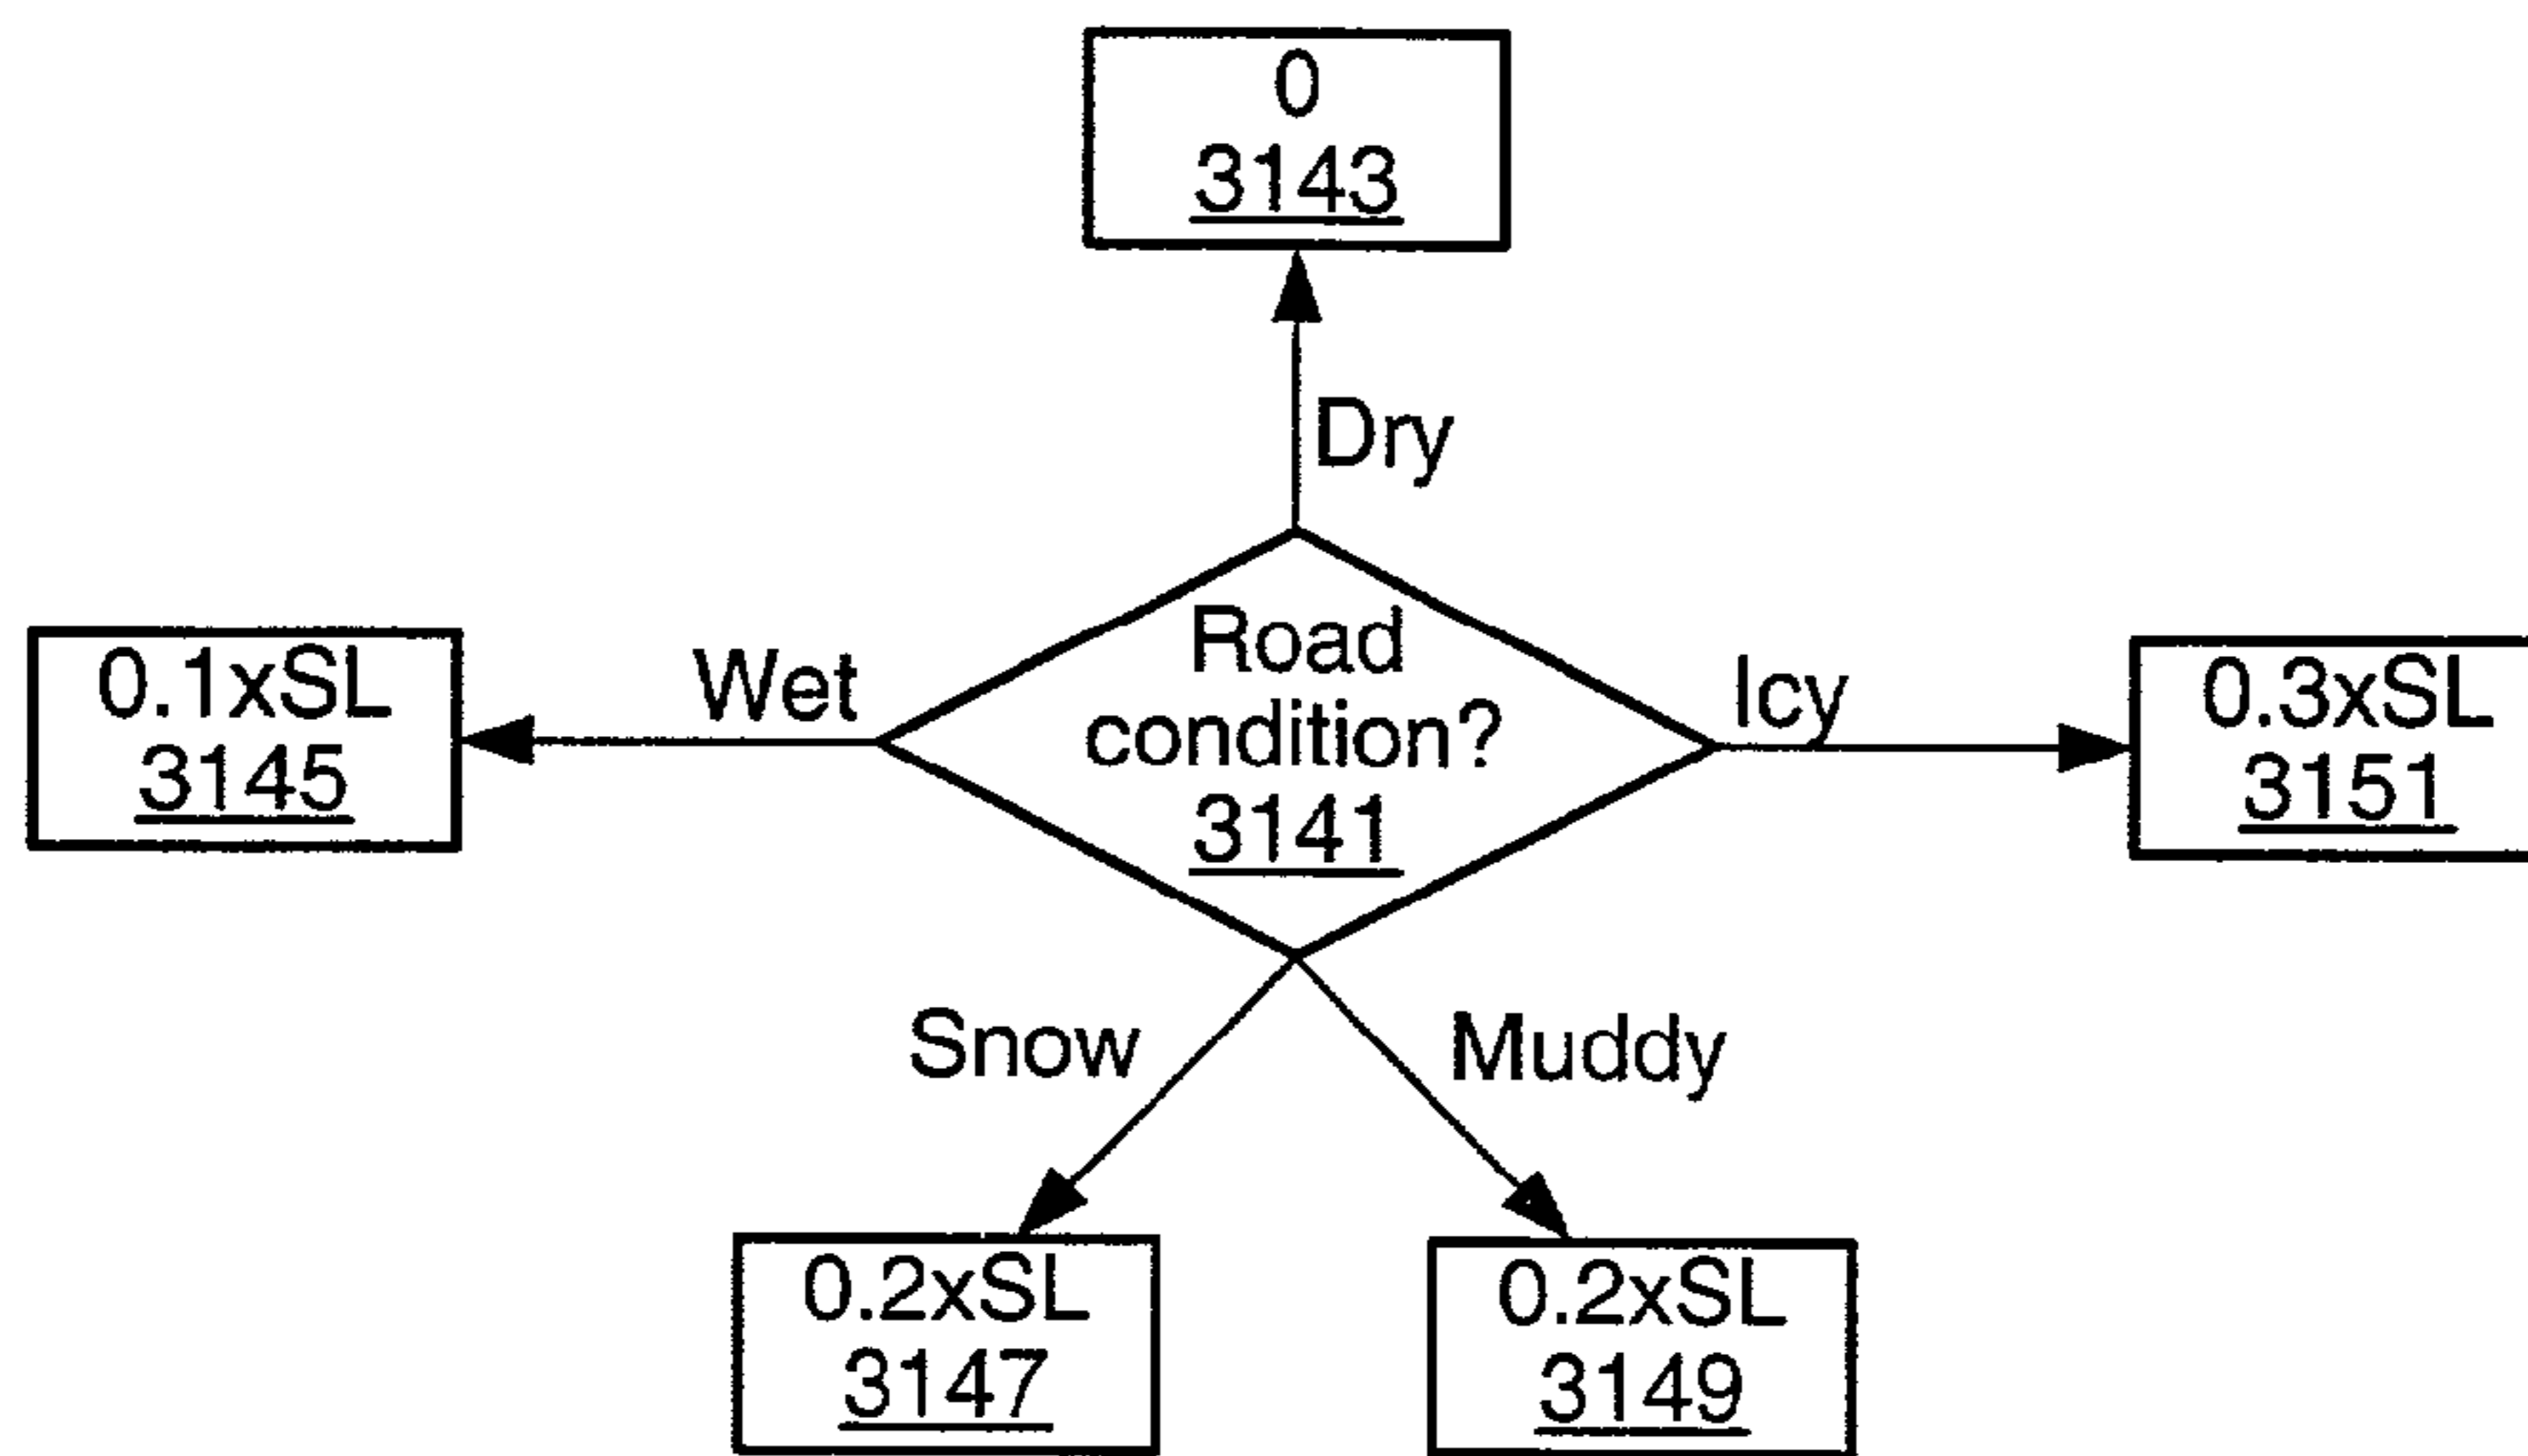 0
3143
Dry
Road
condition?
3141
Wet
0.1xSL
3145
Icy
0.3xSL
3151
Snow
Muddy
0.2xSL
3147
0.2xSL
3149